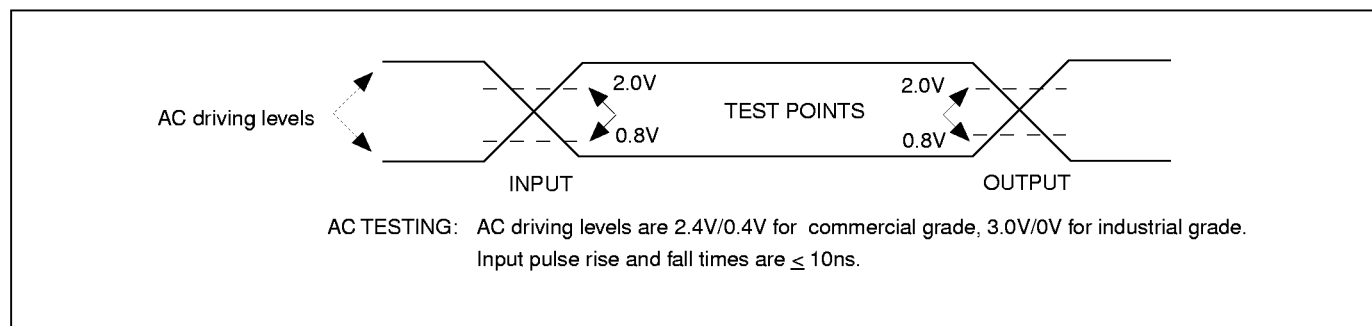 2.0V
2.0V
AC driving levels
TEST POINTS
0.8V
0.8V
INPUT
OUTPUT
AC TESTING: AC driving levels are 2.4V/0.4V for commercial grade, 3.0V/0V for industrial grade.
Input pulse rise and fall times are ≤ 10ns.